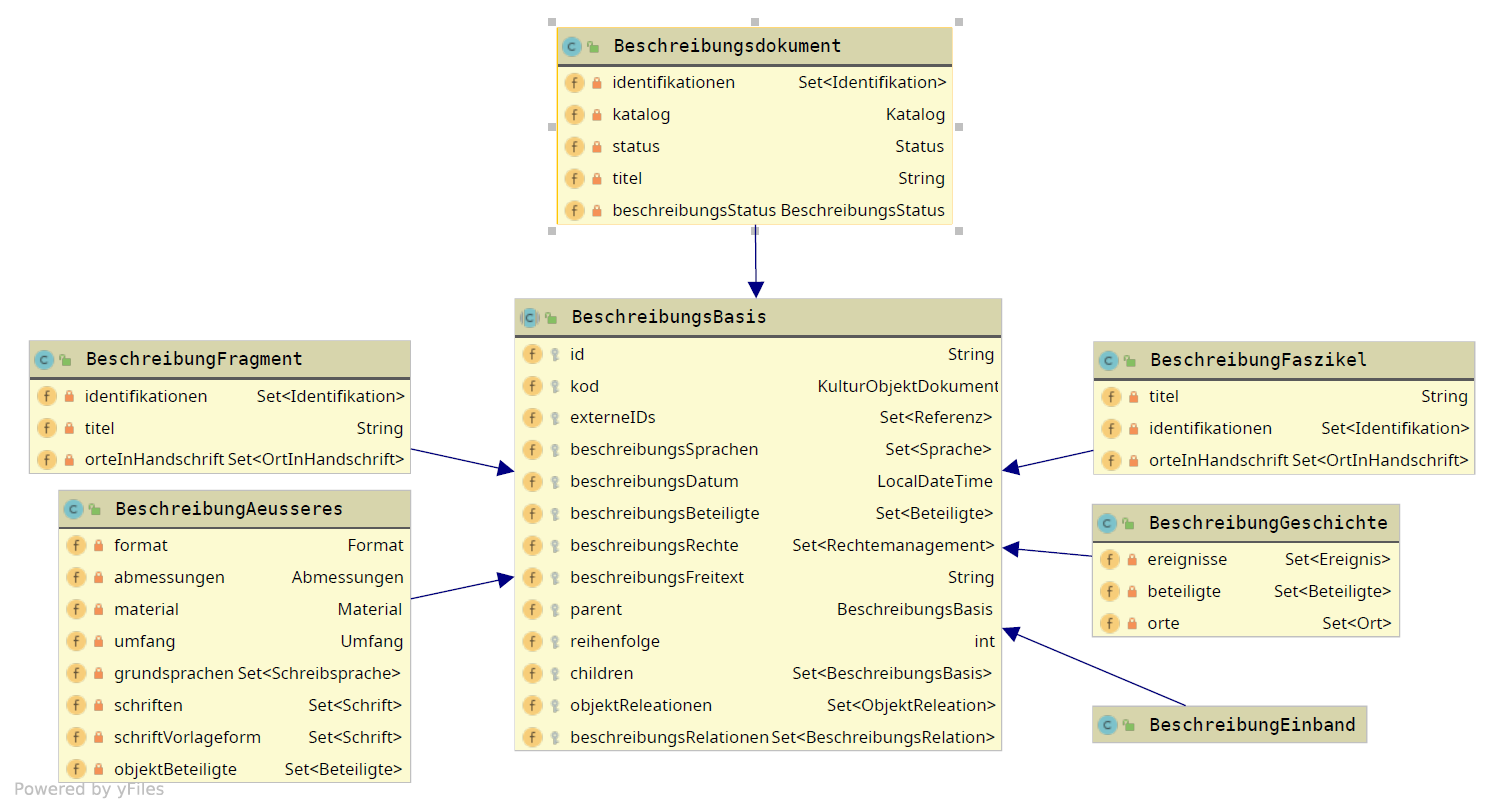 Beschreibungsdokument
identifikationen Set<Identifikation>
katalog Katalog
status Status
titel String
beschreibungsStatus BeschreibungsStatus
BeschreibungFragment
identifikationen Set<Identifikation>
titel String
orteInHandschrift Set<OrtInHandschrift>
BeschreibungAeusseres
format Format
abmessungen Abmessungen
material Material
umfang Umfang
grundsprachen Set<Schreibsprache>
schriften Set<Schrift>
schriftVorlageform Set<Schrift>
objektBeteiligte Set<Beteiligte>
BeschreibungsBasis
id String
kod KulturObjektDokument
externeIDs Set<Referenz>
beschreibungsSprachen Set<Sprache>
beschreibungsDatum LocalDateTime
beschreibungsBeteiligte Set<Beteiligte>
beschreibungsRechte Set<Rechtemanagement>
beschreibungsFreitext String
parent BeschreibungsBasis
reihenfolge int
children Set<BeschreibungsBasis>
objektReleationen Set<ObjektReleation>
beschreibungsRelationen Set<BeschreibungsRelation>
BeschreibungFaszikel
titel String
identifikationen Set<Identifikation>
orteInHandschrift Set<OrtInHandschrift>
BeschreibungGeschichte
ereignisse Set<Ereignis>
beteiligte Set<Beteiligte>
orte Set<Ort>
BeschreibungEinband
Powered by yFiles